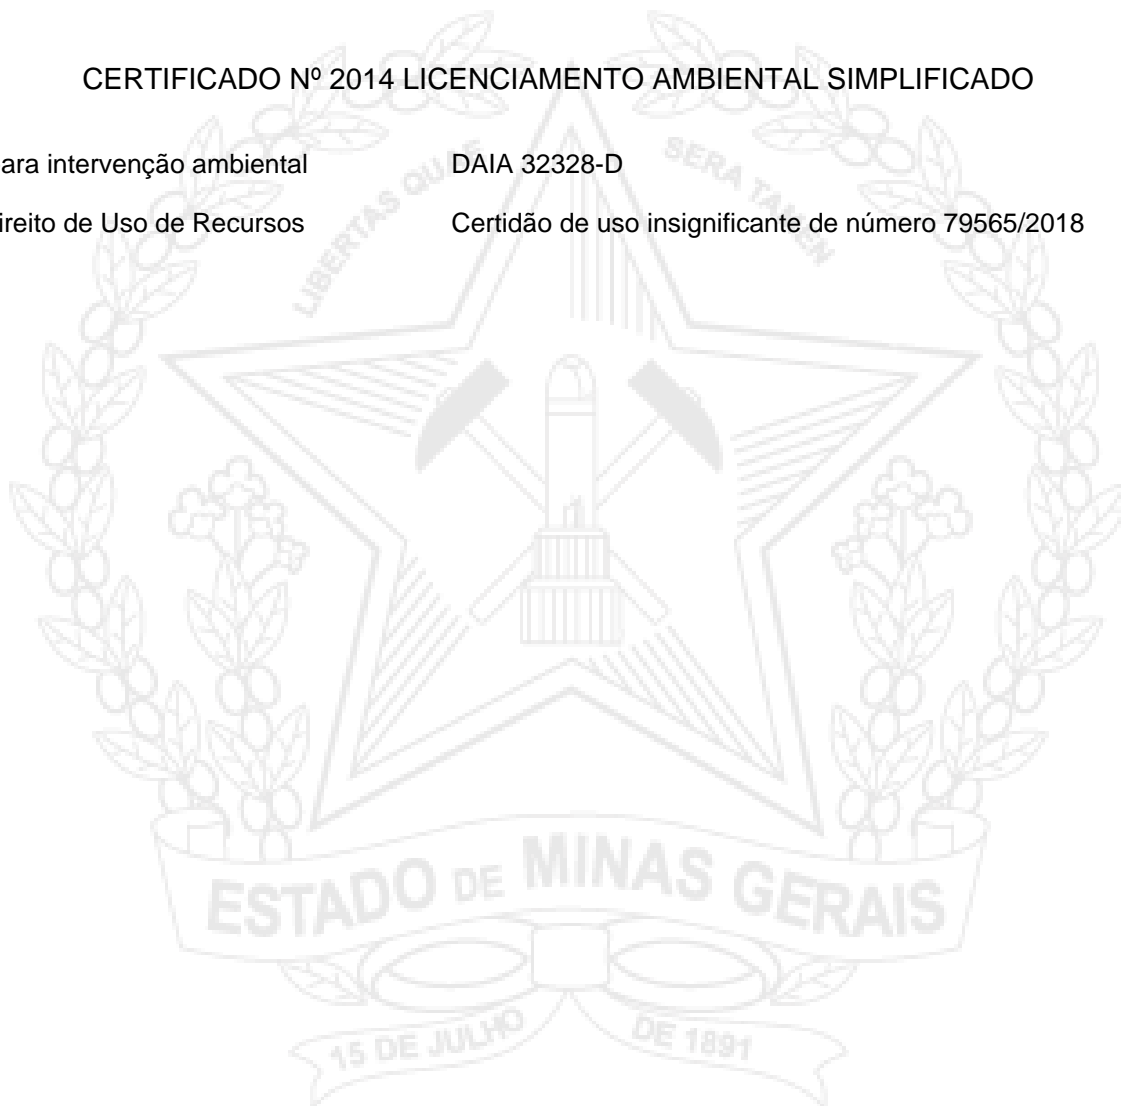 CERTIFICADO Nº 2014 LICENCIAMENTO AMBIENTAL SIMPLIFICADO
ara intervenção ambiental DAIA 32328-D
ireito de Uso de Recursos Certidão de uso insignificante de número 79565/2018
LIBERTAS QUÆ SERA TAMEN
ESTADO DE MINAS GERAIS
15 DE JULHO DE 1891